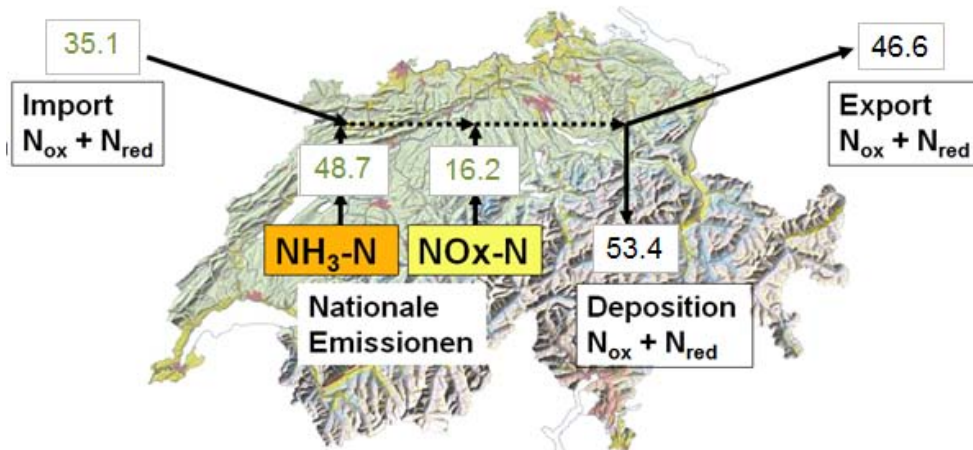 35.1
Import
Nox + Nred
46.6
Export
Nox + Nred
48.7
16.2
NH3-N
NOx-N
Nationale
Emissionen
53.4
Deposition
Nox + Nred